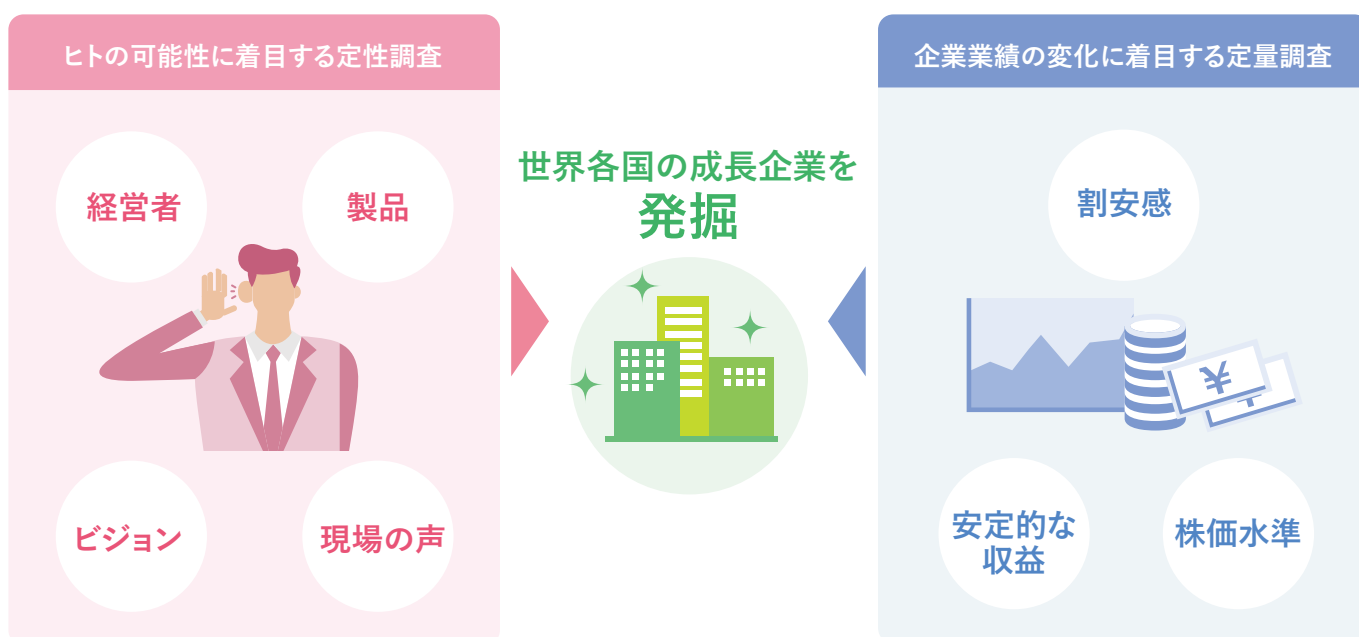 ヒトの可能性に着目する定性調査
経営者
製品
ビジョン
現場の声
世界各国の成長企業を
発掘
企業業績の変化に着目する定量調査
割安感
¥
¥
安定的な
収益
株価水準